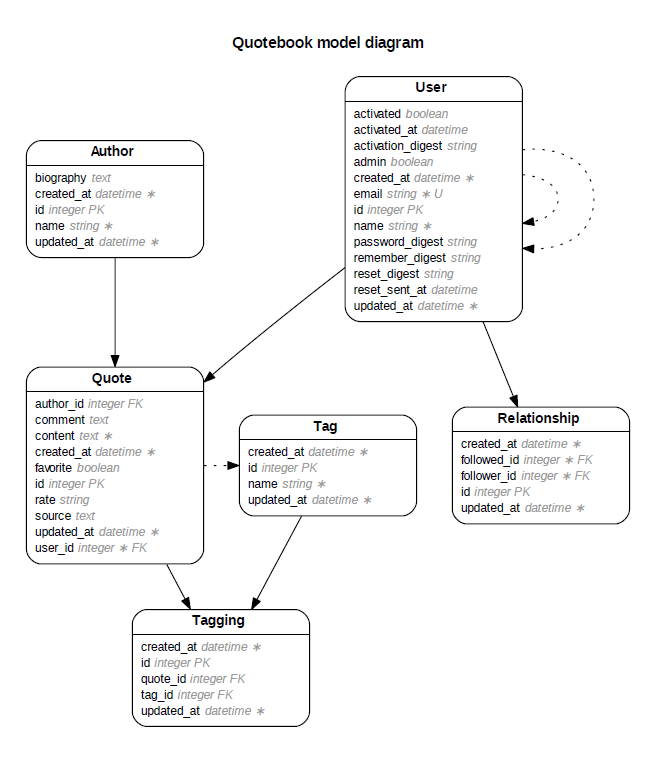 Quotebook model diagram
User
activated boolean
activated_at datetime
activation_digest string
admin boolean
created_at datetime ∗
email string ∗ U
id integer PK
name string ∗
password_digest string
remember_digest string
reset_digest string
reset_sent_at datetime
updated_at datetime ∗
Author
biography text
created_at datetime ∗
id integer PK
name string ∗
updated_at datetime ∗
Quote
author_id integer FK
comment text
content text ∗
created_at datetime ∗
favorite boolean
id integer PK
rate string
source text
updated_at datetime ∗
user_id integer ∗ FK
Tag
created_at datetime ∗
id integer PK
name string ∗
updated_at datetime ∗
Relationship
created_at datetime ∗
followed_id integer ∗ FK
follower_id integer ∗ FK
id integer PK
updated_at datetime ∗
Tagging
created_at datetime ∗
id integer PK
quote_id integer FK
tag_id integer FK
updated_at datetime ∗